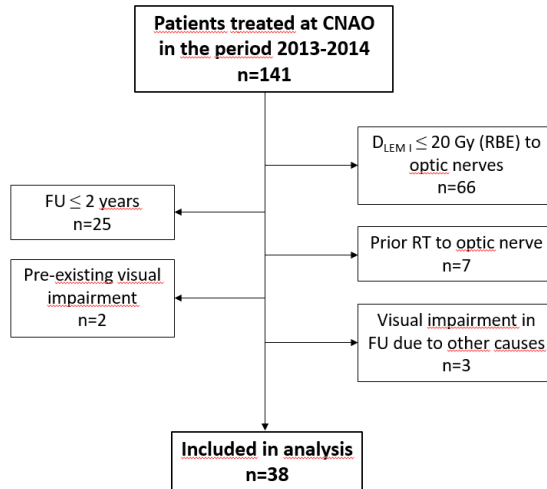 Patients treated at CNAO
in the period 2013-2014
n=141
D LEM I ≤ 20 Gy (RBE) to
optic nerves
n=66
FU ≤ 2 years
n=25
Prior RT to optic nerve
n=7
Pre-existing visual
impairment
n=2
Visual impairment in
FU due to other causes
n=3
Included in analysis
n=38